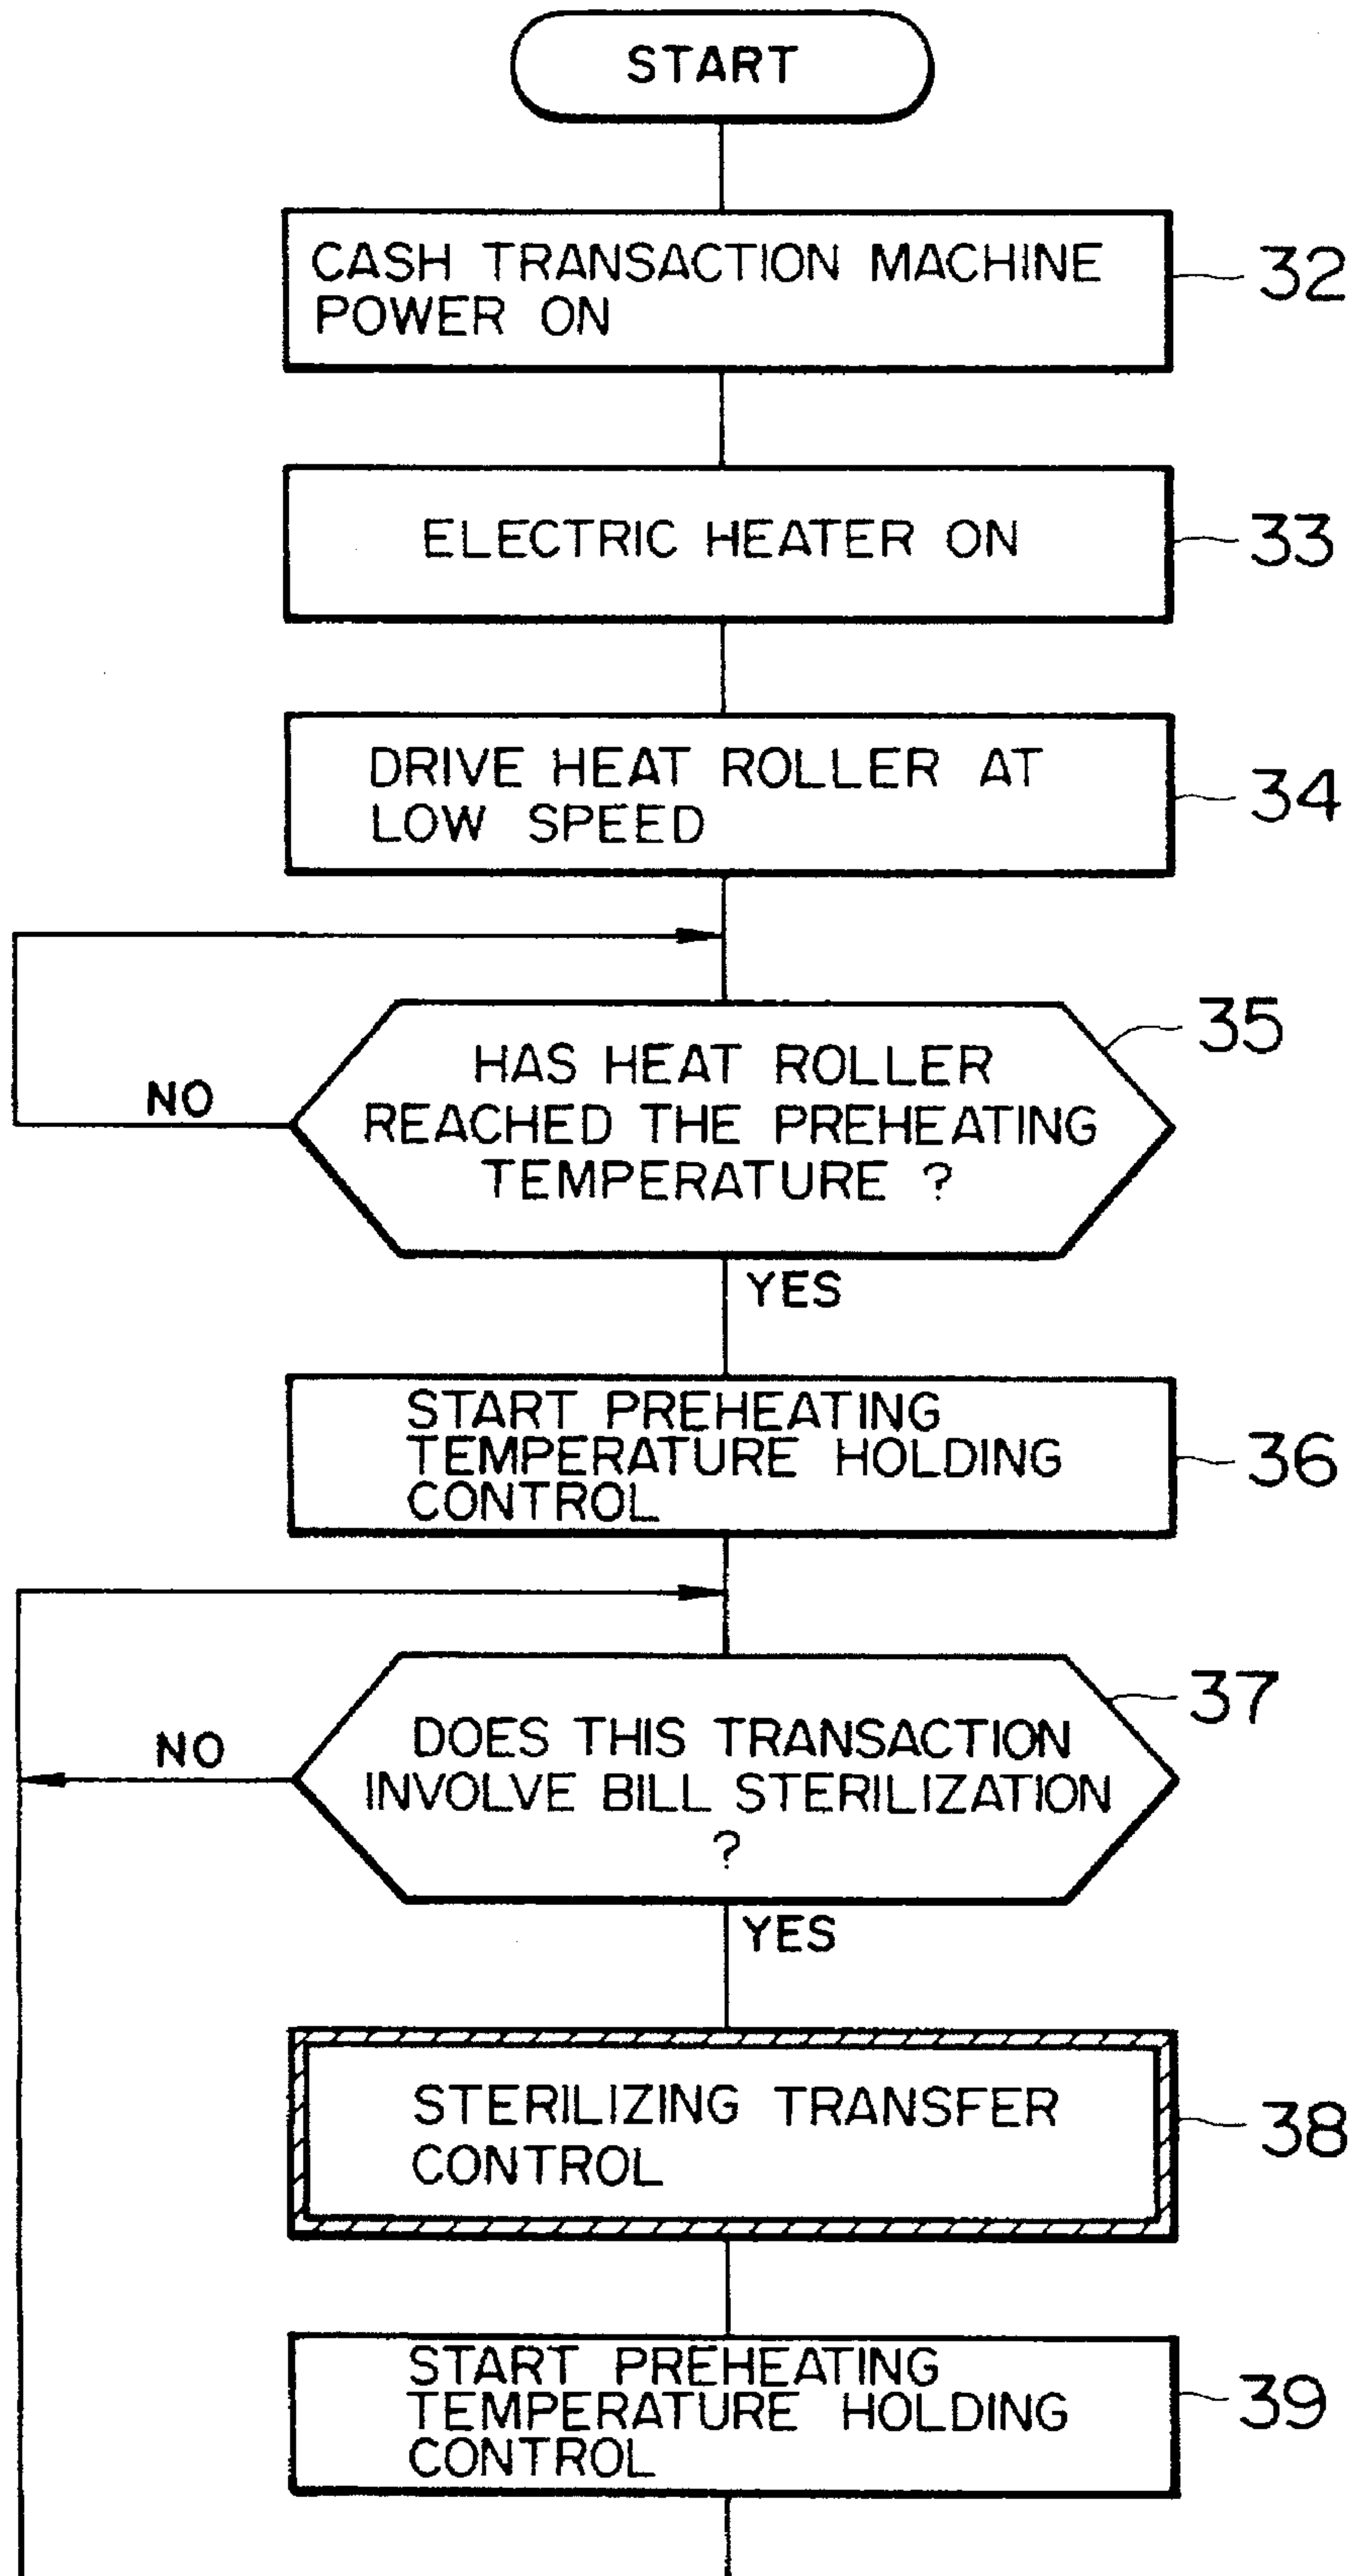 START
CASH TRANSACTION MACHINE
POWER ON
32
ELECTRIC HEATER ON
33
DRIVE HEAT ROLLER AT
LOW SPEED
34
35
HAS HEAT ROLLER
REACHED THE PREHEATING
TEMPERATURE ?
NO
YES
START PREHEATING
TEMPERATURE HOLDING
CONTROL
36
37
DOES THIS TRANSACTION
INVOLVE BILL STERILIZATION
?
NO
YES
STERILIZING TRANSFER
CONTROL
38
START PREHEATING
TEMPERATURE HOLDING
CONTROL
39